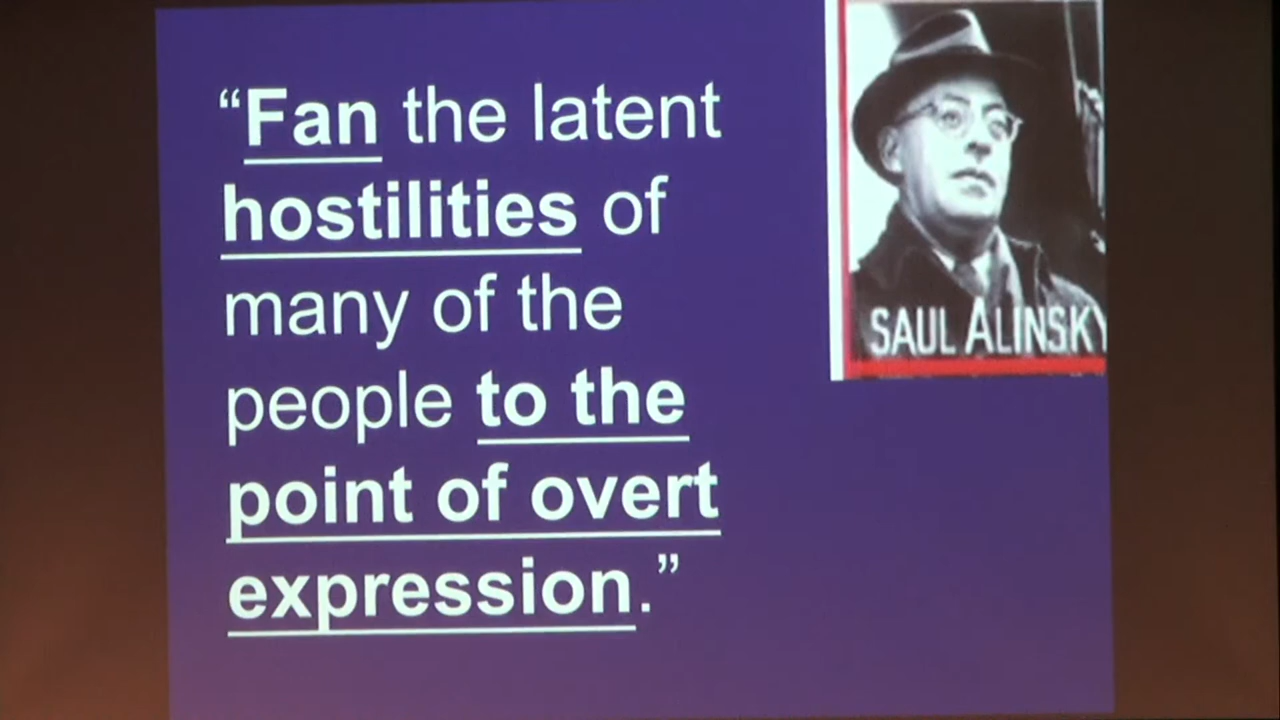 “Fan the latent
hostilities of
many of the
people to the
point of overt
expression.”
SAUL ALINSKY